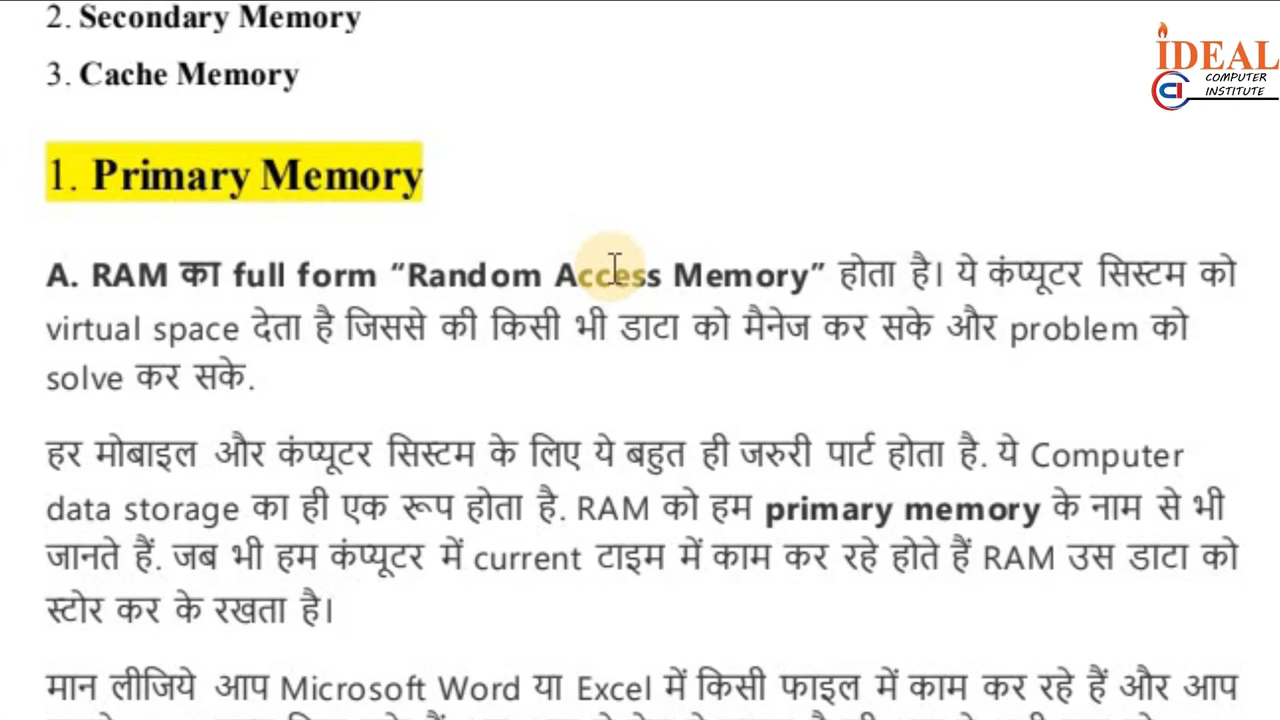 2. Secondary Memory
3. Cache Memory
IDEAL
COMPUTER
INSTITUTE
1. Primary Memory
A. RAM का full form “Random Access Memory” होता है। ये कंप्यूटर सिस्टम को
virtual space देता है जिससे की किसी भी डाटा को मैनेज कर सके और problem को
solve कर सके.
हर मोबाइल और कंप्यूटर सिस्टम के लिए ये बहुत ही जरुरी पार्ट होता है. ये Computer
data storage का ही एक रूप होता है. RAM को हम primary memory के नाम से भी
जानते हैं. जब भी हम कंप्यूटर में current टाइम में काम कर रहे होते हैं RAM उस डाटा को
स्टोर कर के रखता है।
मान लीजिये आप Microsoft Word या Excel में किसी फाइल में काम कर रहे हैं और आप